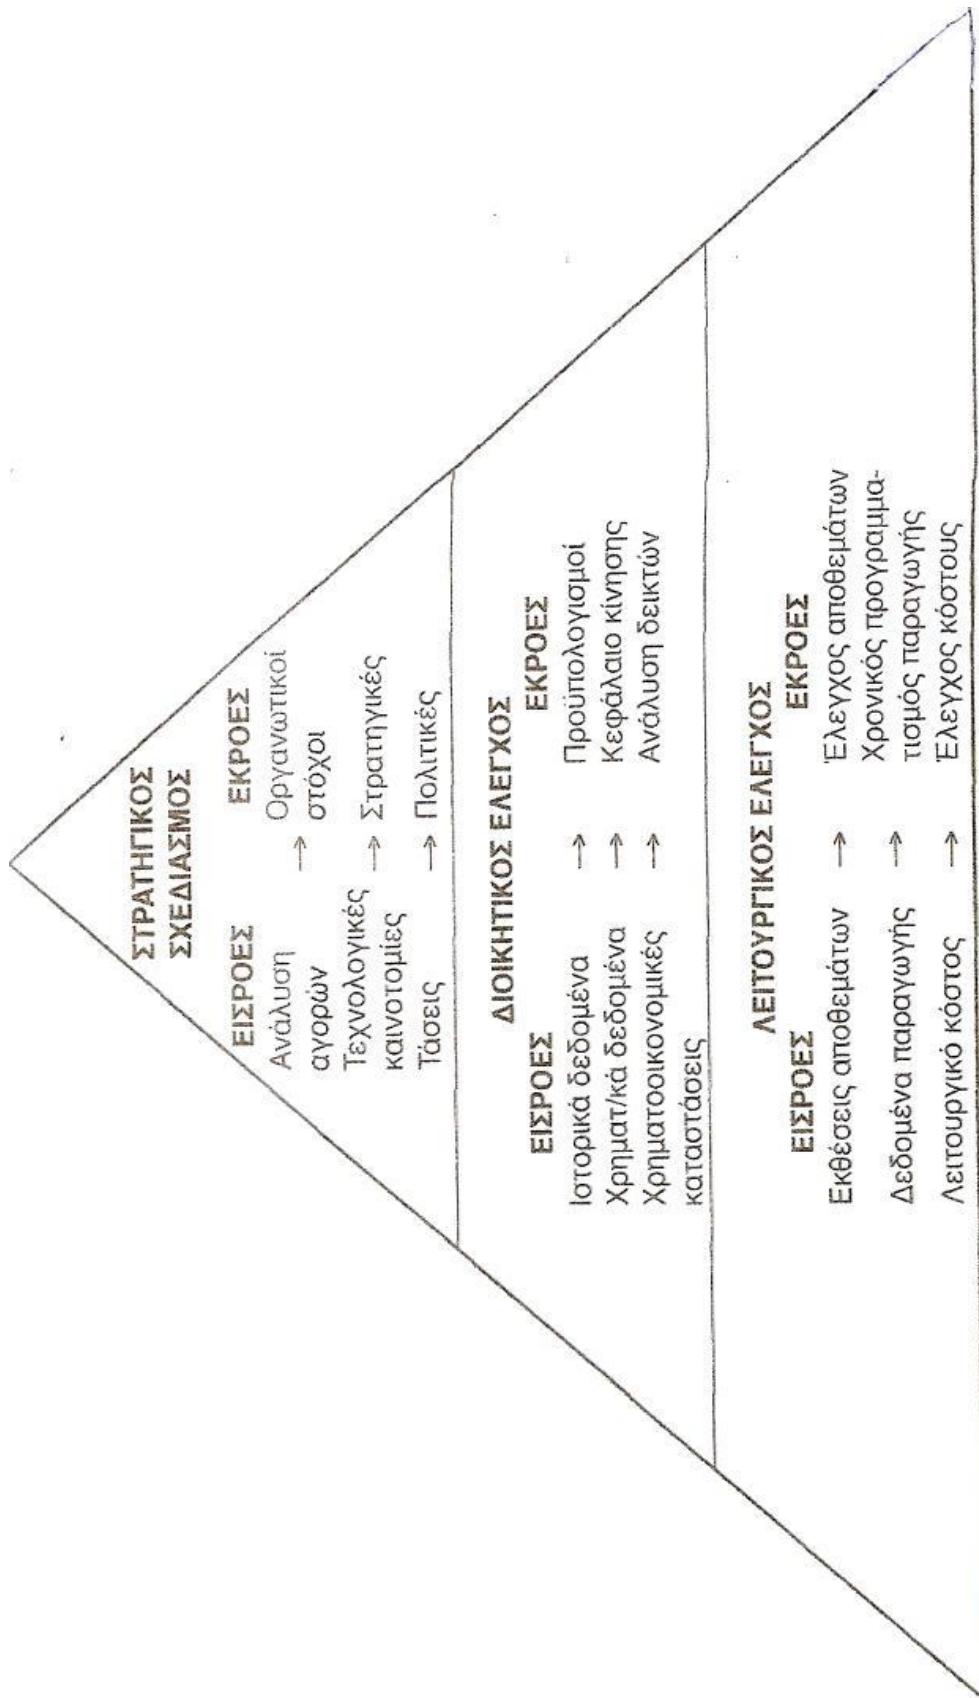 ΣΤΡΑΤΗΓΙΚΟΣ
ΣΧΕΔΙΑΣΜΟΣ
ΕΙΣΡΟΕΣ ΕΚΡΟΕΣ
Ανάλυση → Οργανωτικοί
αγορών στόχοι
Τεχνολογικές → Στρατηγικές
καινοτομίες
Τάσεις → Πολιτικές
ΔΙΟΙΚΗΤΙΚΟΣ ΕΛΕΓΧΟΣ
ΕΙΣΡΟΕΣ ΕΚΡΟΕΣ
Ιστορικά δεδομένα → Προϋπολογισμοί
Χρηματ/κά δεδομένα → Κεφάλαιο κίνησης
Χρηματοοικονομικές → Ανάλυση δεικτών
καταστάσεις
ΛΕΙΤΟΥΡΓΙΚΟΣ ΕΛΕΓΧΟΣ
ΕΙΣΡΟΕΣ ΕΚΡΟΕΣ
Εκθέσεις αποθεμάτων → Έλεγχος αποθεμάτων
Χρονικός προγραμμα-
Δεδομένα παραγωγής → τισμός παραγωγής
Λειτουργικό κόστος → Έλεγχος κόστους